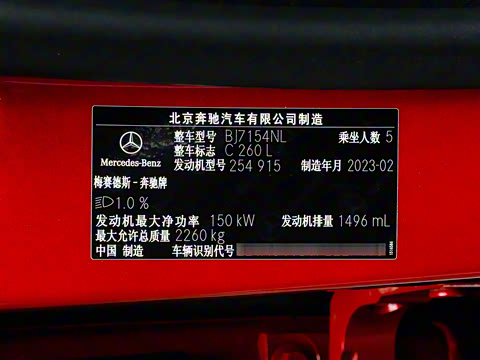 北京奔驰汽车有限公司制造
整车型号 BJ7154NL 乘坐人数 5
整车标志 C 260 L
Mercedes-Benz 发动机型号 254 915 制造年月 2023-02
梅赛德斯-奔驰牌
1.0 %
发动机最大净功率 150 kW 发动机排量 1496 mL
最大允许总质量 2260 kg
中国 制造 车辆识别代号